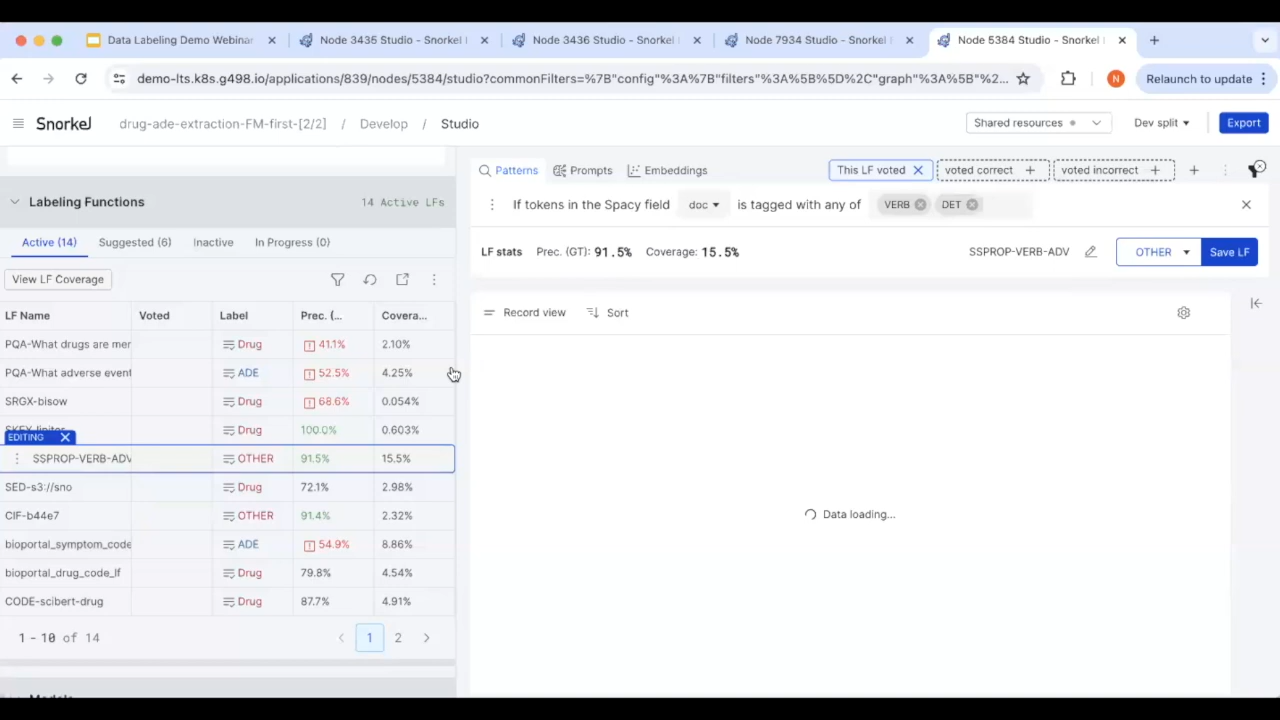 Data Labeling Demo Webinar
Node 3435 Studio - Snorkel
Node 3436 Studio - Snorkel
Node 7934 Studio - Snorkel
Node 5384 Studio - Snorkel
demo-lts.k8s.g498.io/applications/839/nodes/5384/studio?commonFilters=%7B"config"%3A%7B"filters"%3A%5B%5D%2C"graph"%3A%5B"%2...
N
Relaunch to update
Snorkel
drug-ade-extraction-FM-first-[2/2] / Develop / Studio
Shared resources
Dev split
Export
Labeling Functions
14 Active LFs
Active (14)
Suggested (6)
Inactive
In Progress (0)
View LF Coverage
LF Name Voted Label Prec. (... Covera...
PQA-What drugs are mer Drug 41.1% 2.10%
PQA-What adverse event ADE 52.5% 4.25%
SRGX-bisow Drug 68.6% 0.054%
Drug 100.0% 0.603%
EDITING
SSPROP-VERB-ADV OTHER 91.5% 15.5%
SED-s3://sno Drug 72.1% 2.98%
CIF-b44e7 OTHER 91.4% 2.32%
bioportal_symptom_code ADE 54.9% 8.86%
bioportal_drug_code_lf Drug 79.8% 4.54%
CODE-scibert-drug Drug 87.7% 4.91%
1 - 10 of 14
1 2
Patterns
Prompts
Embeddings
This LF voted
voted correct
voted incorrect
If tokens in the Spacy field doc is tagged with any of VERB DET
LF stats Prec. (GT): 91.5% Coverage: 15.5%
SSPROP-VERB-ADV
OTHER
Save LF
Record view
Sort
Data loading...